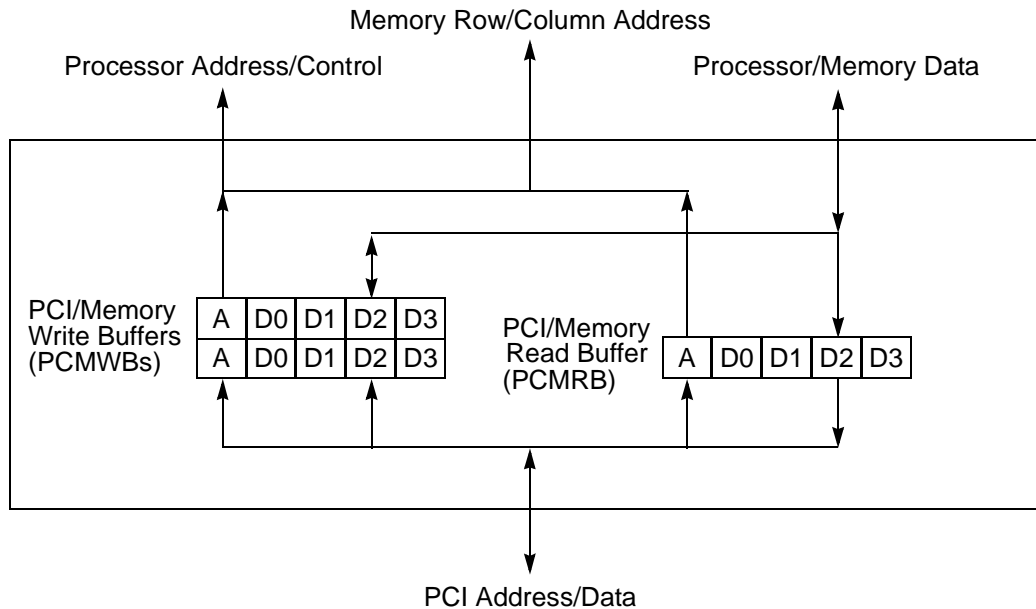 Memory Row/Column Address
Processor Address/Control
Processor/Memory Data
PCI/Memory
Write Buffers
(PCMWBs)
A D0 D1 D2 D3
A D0 D1 D2 D3
PCI/Memory
Read Buffer
(PCMRB)
A D0 D1 D2 D3
PCI Address/Data